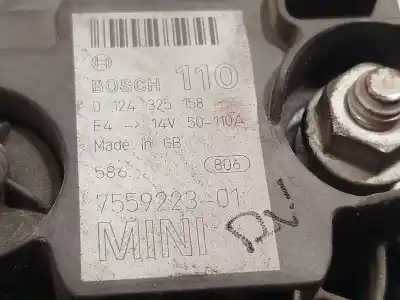 BOSCH 110
0 124 325 158
E4 -> 14V 50-110A
Made in GB
586 806
7559223-01
MINI